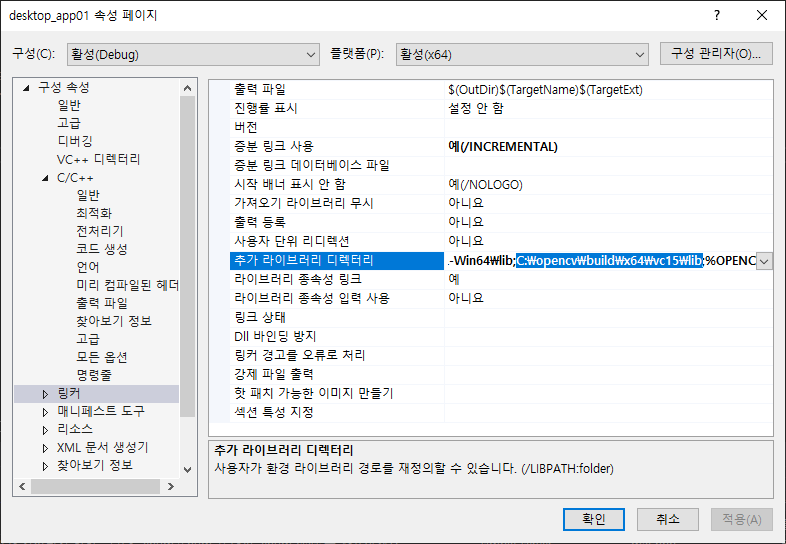 desktop_app01 속성 페이지
구성(C): 활성(Debug) 플랫폼(P): 활성(x64) 구성 관리자(O)...
구성 속성
일반
고급
디버깅
VC++ 디렉터리
C/C++
일반
최적화
전처리기
코드 생성
언어
미리 컴파일된 헤더
출력 파일
찾아보기 정보
고급
모든 옵션
명령줄
링커
매니페스트 도구
리소스
XML 문서 생성기
찾아보기 정보
출력 파일 $(OutDir)$(TargetName)$(TargetExt)
진행률 표시 설정 안 함
버전
증분 링크 사용 예(/INCREMENTAL)
증분 링크 데이터베이스 파일
시작 배너 표시 안 함 예(/NOLOGO)
가져오기 라이브러리 무시 아니요
출력 등록 아니요
사용자 단위 리디렉션 아니요
추가 라이브러리 디렉터리 .-Win64₩lib;C:₩opencv₩build₩x64₩vc15₩lib;%OPENC
라이브러리 종속성 링크 예
라이브러리 종속성 입력 사용 아니요
링크 상태
Dll 바인딩 방지
링커 경고를 오류로 처리
강제 파일 출력
핫 패치 가능한 이미지 만들기
섹션 특성 지정
추가 라이브러리 디렉터리
사용자가 환경 라이브러리 경로를 재정의할 수 있습니다. (/LIBPATH:folder)
확인 취소 적용(A)